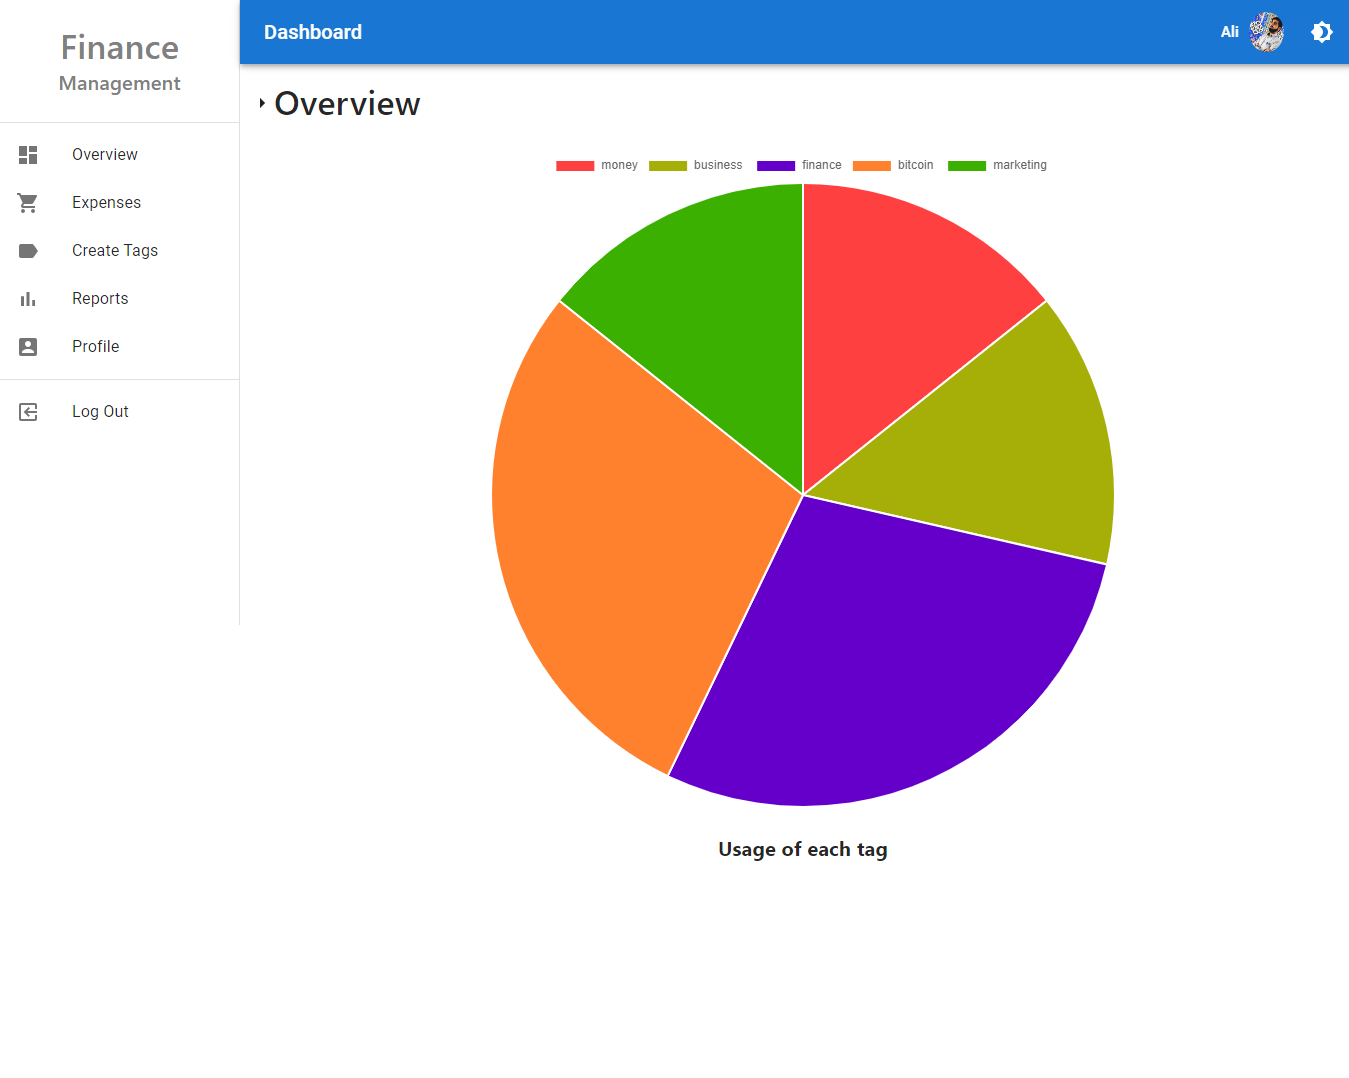 Finance
Management
Overview
Expenses
Create Tags
Reports
Profile
Log Out
Dashboard
Ali
Overview
money business finance bitcoin marketing
Usage of each tag